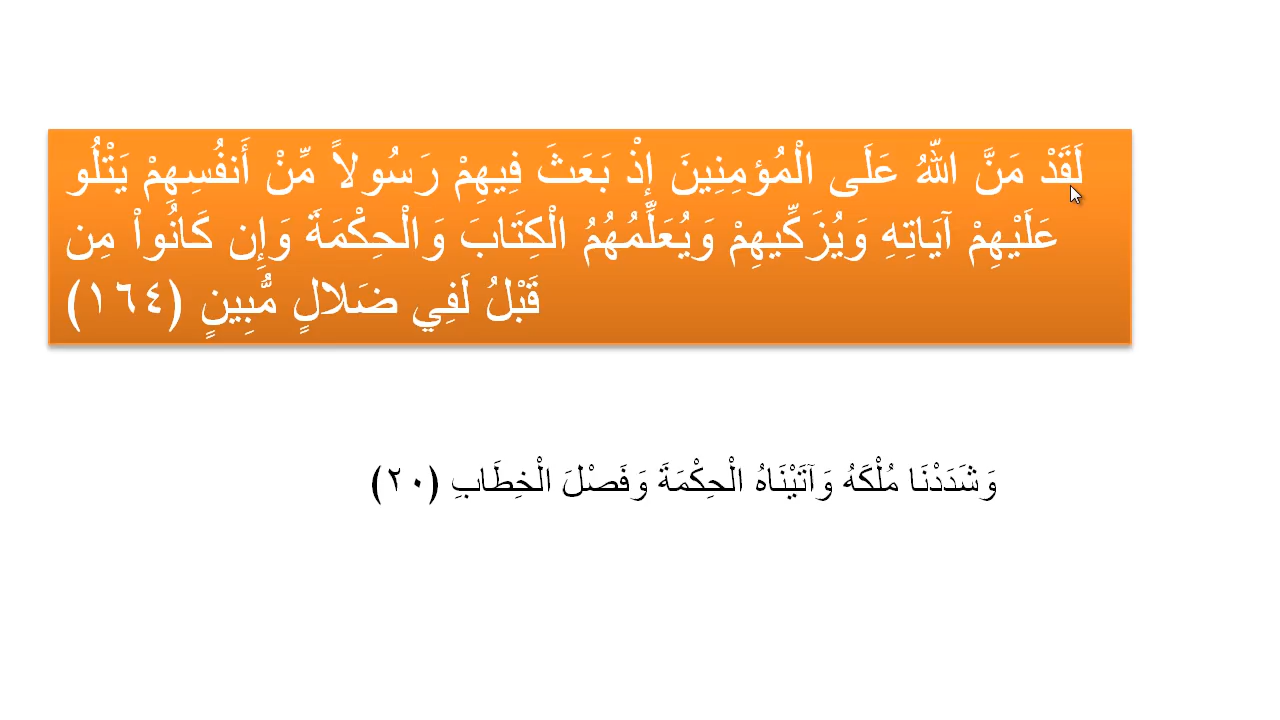 لَقَدْ مَنَّ اللّهُ عَلَى الْمُؤمِنِينَ إِذْ بَعَثَ فِيهِمْ رَسُولاً مِّنْ أَنفُسِهِمْ يَتْلُو
عَلَيْهِمْ آيَاتِهِ وَيُزَكِّيهِمْ وَيُعَلِّمُهُمُ الْكِتَابَ وَالْحِكْمَةَ وَإِن كَانُواْ مِن
قَبْلُ لَفِي ضَلالٍ مُّبِينٍ (١٦٤)
وَشَدَدْنَا مُلْكَهُ وَآتَيْنَاهُ الْحِكْمَةَ وَفَصْلَ الْخِطَابِ (٢٠)